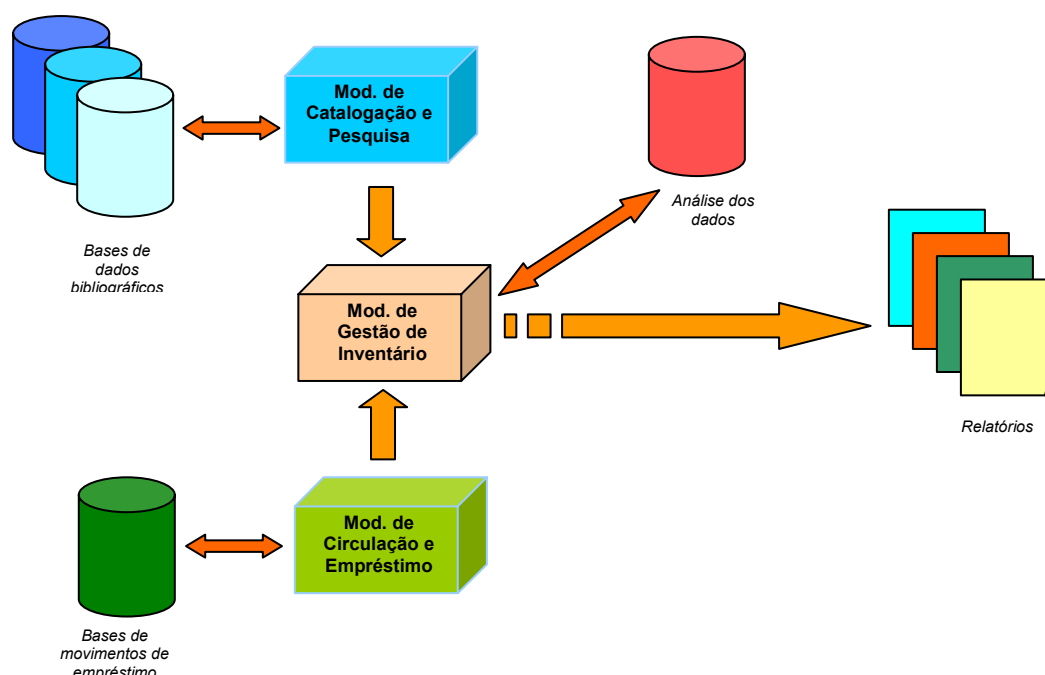 Mod. de
Catalogação e
Pesquisa
Bases de
dados
bibliográficos
Análise dos
dados
Mod. de
Gestão de
Inventário
Relatórios
Mod. de
Circulação e
Empréstimo
Bases de
movimentos de
empréstimo